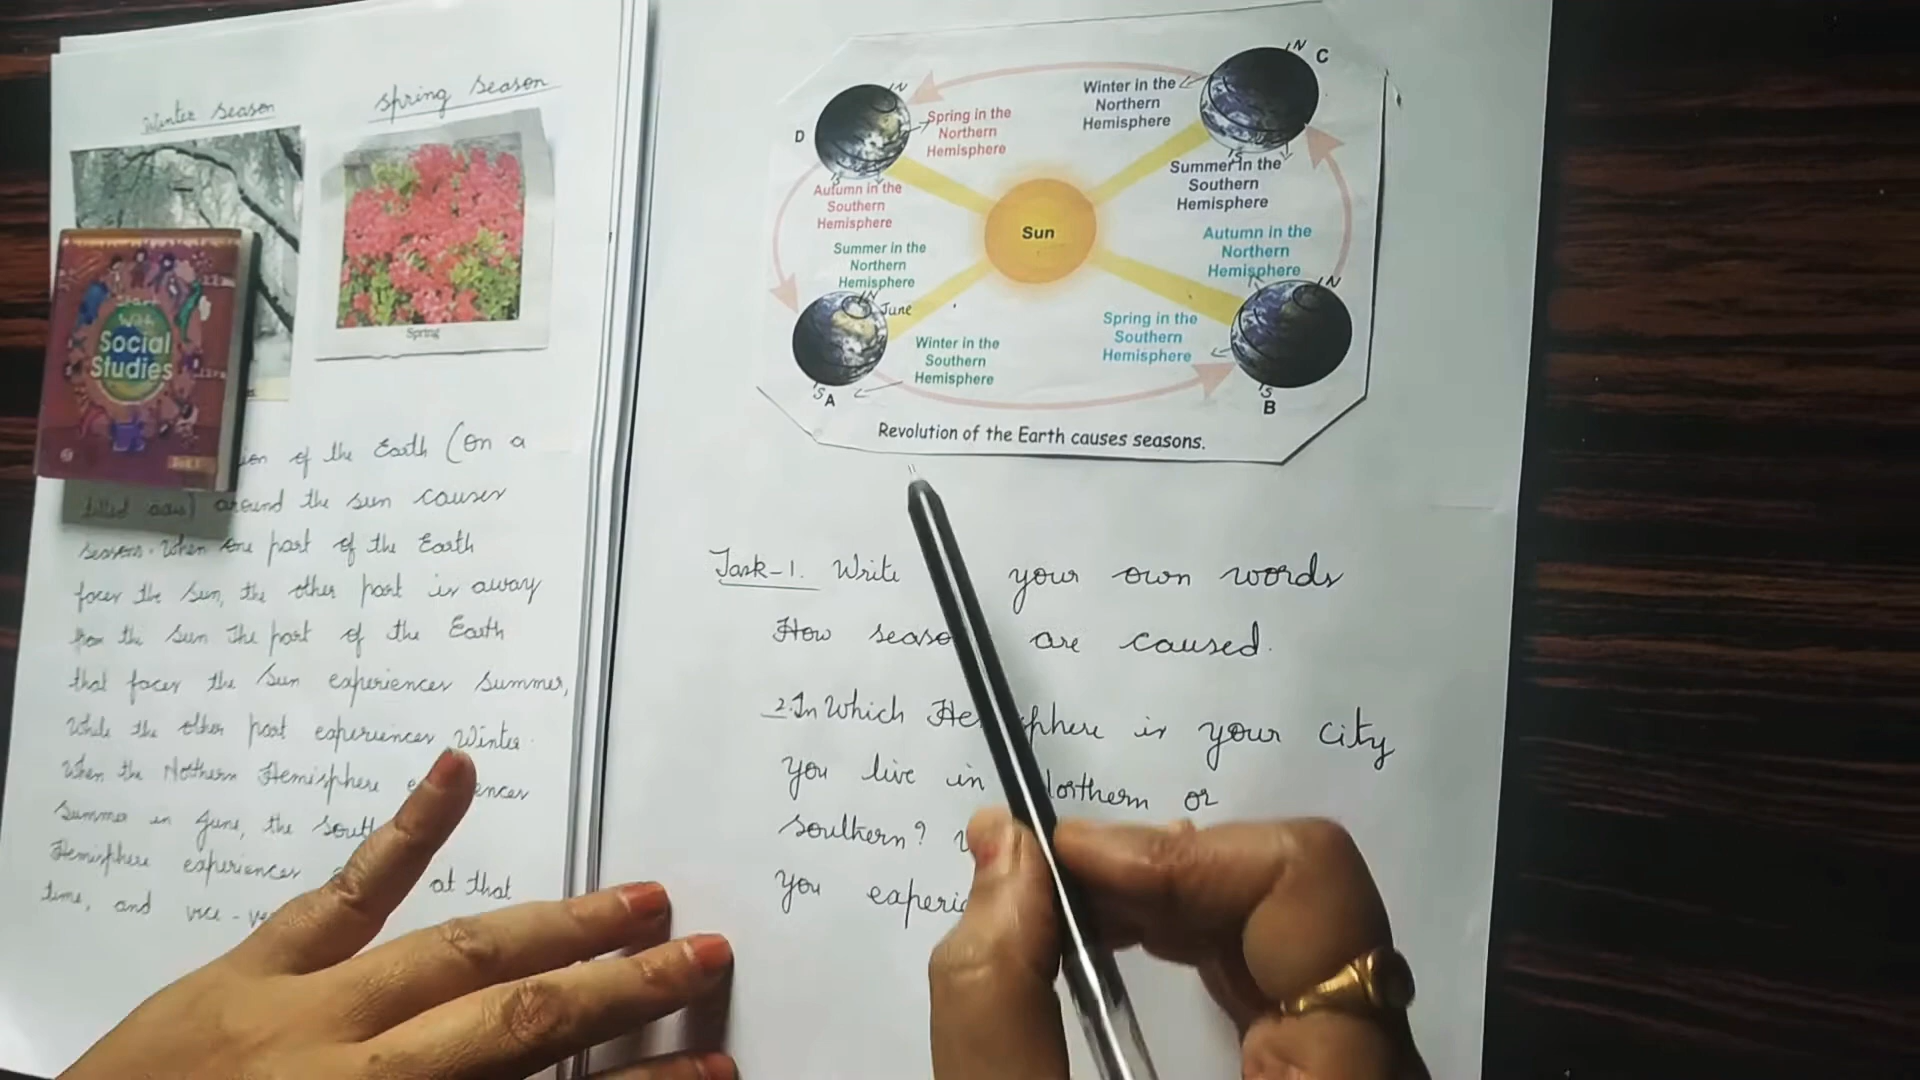 Winter season
spring season
Spring
Start
With
Social
Studies
of the Earth (on a
around the sun causes
seasons. When one part of the Earth
faces the Sun, the other part is away
from the Sun The part of the Earth
that faces the Sun experiences summer,
While the other part experiences Winter.
When the Northern Hemisphere
Summer in June, the
Hemisphere experiences at that
time, and vice-
N
C
Winter in the
Northern
Hemisphere
N
D
Spring in the
Northern
Hemisphere
S
Autumn in the
Southern
Hemisphere
S
Summer in the
Southern
Hemisphere
Sun
Summer in the
Northern
Hemisphere
Autumn in the
Northern
Hemisphere
N
June
N
Winter in the
Southern
Hemisphere
Spring in the
Southern
Hemisphere
S
A
S
B
Revolution of the Earth causes seasons.
Task-1. Write your own words
How are caused.
2. In Which is your city
you live in Northern or
southern?
you